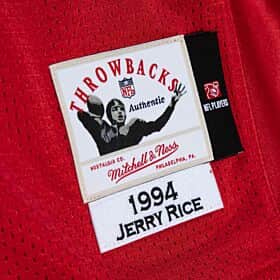 THROWBACKS
NFL
Authentic
NOSTALGIA CO.
Mitchell & Ness
PHILADELPHIA, PA.
NFL PLAYERS
1994
JERRY RICE